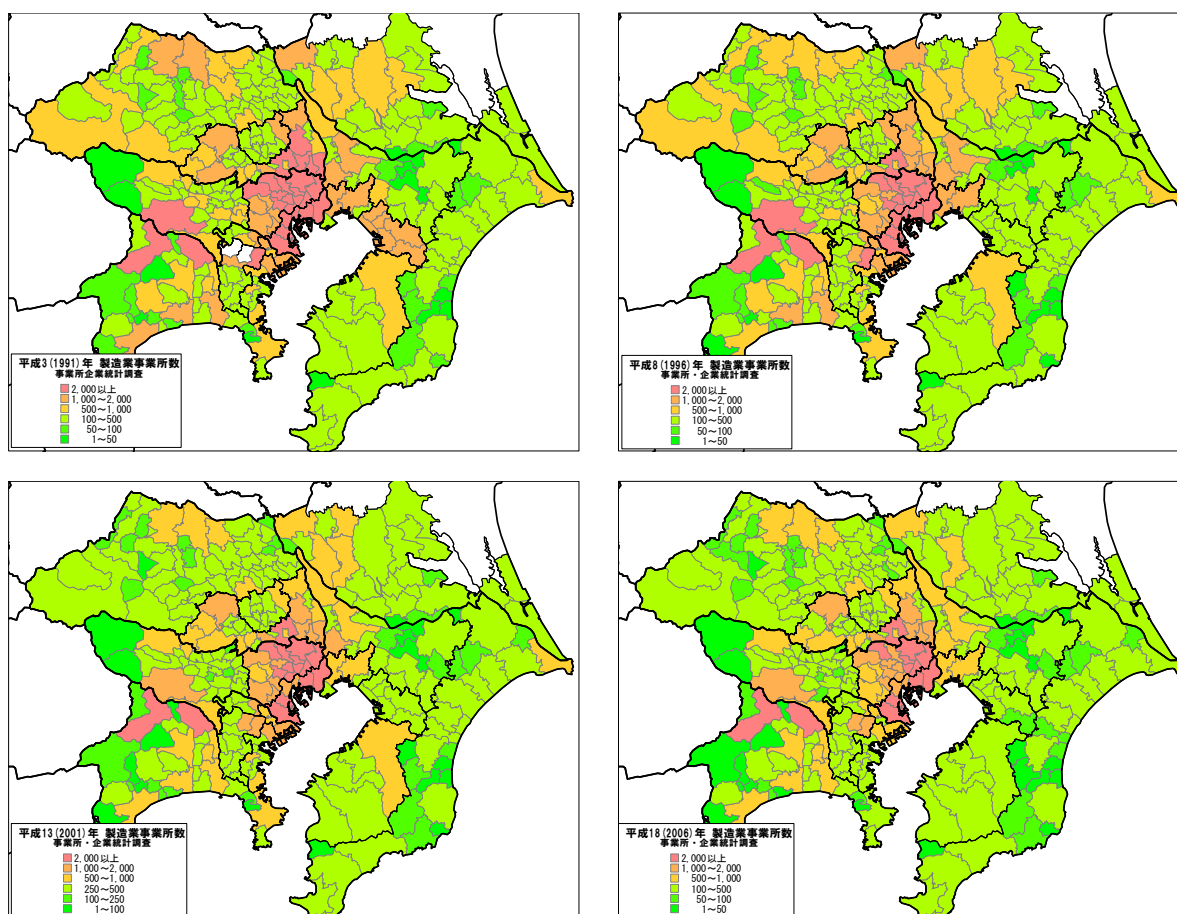 平成3(1991)年 製造業事業所数
事業所・企業統計調査
2,000以上
1,000～2,000
500～1,000
100～500
50～100
1～50
平成8(1996)年 製造業事業所数
事業所・企業統計調査
2,000以上
1,000～2,000
500～1,000
100～500
50～100
1～50
平成13(2001)年 製造業事業所数
事業所・企業統計調査
2,000以上
1,000～2,000
500～1,000
250～500
100～250
1～100
平成18(2006)年 製造業事業所数
事業所・企業統計調査
2,000以上
1,000～2,000
500～1,000
100～500
50～100
1～50